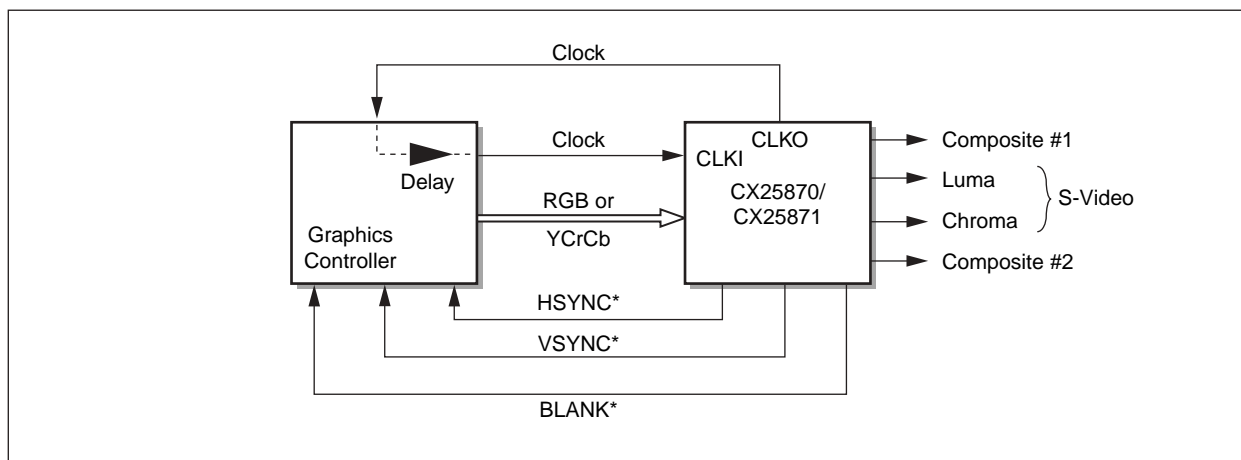 Clock
Clock
CLKO
CLKI
Delay
CX25870/
CX25871
RGB or
YCrCb
Graphics
Controller
Composite #1
Luma
S-Video
Chroma
Composite #2
HSYNC*
VSYNC*
BLANK*